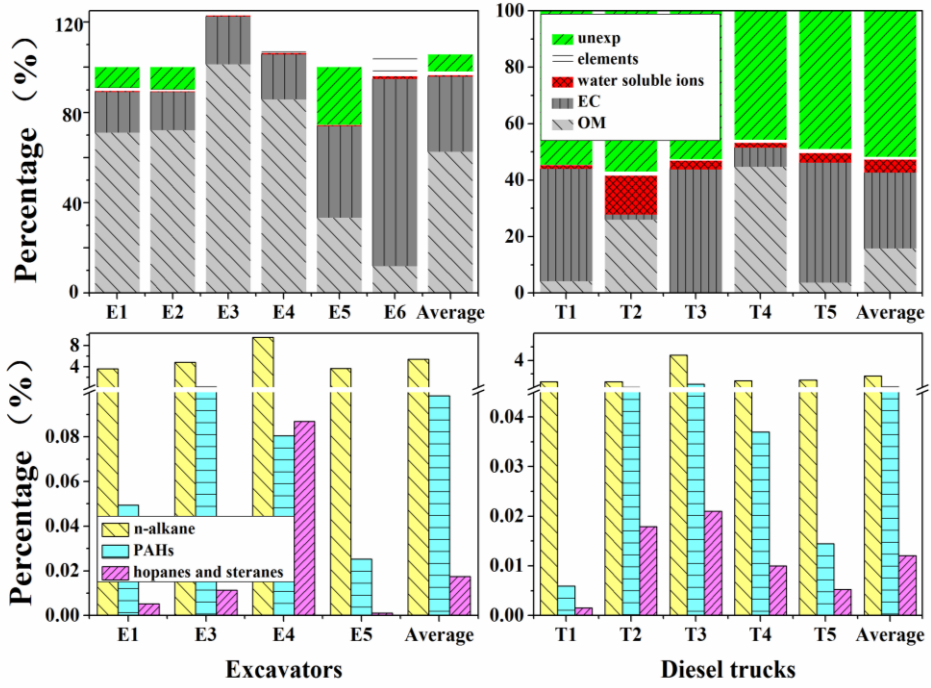 Percentage (%)
120
80
40
0
E1 E2 E3 E4 E5 E6 Average
100
80
60
40
20
0
unexp
elements
water soluble ions
EC
OM
T1 T2 T3 T4 T5 Average
Percentage (%)
8
4
0.08
0.06
0.04
0.02
0.00
n-alkane
PAHs
hopanes and steranes
E1 E3 E4 E5 Average
Excavators
4
0.04
0.03
0.02
0.01
0.00
T1 T2 T3 T4 T5 Average
Diesel trucks